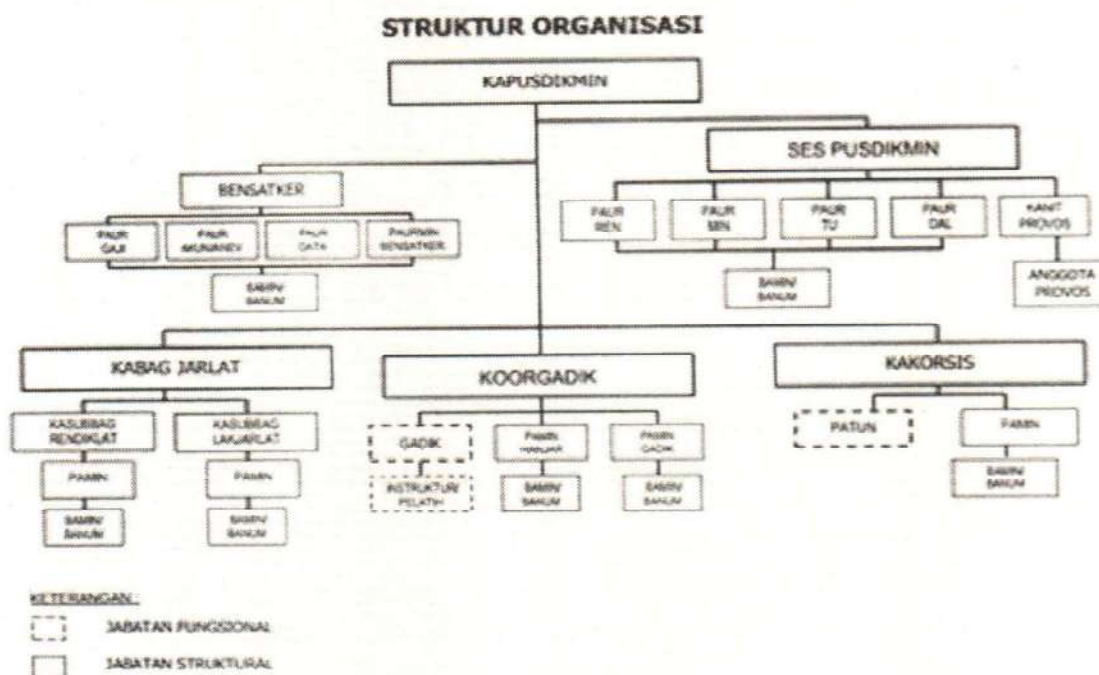 STRUKTUR ORGANISASI
KAPUSDIKMIN
SES PUSDIKMIN
BENSATKER
PAUR
GAJI
PAUR
PAUR
DATA
PAURMIN
BENSATKER
BAMIN/
BANUM
PAUR
REN
PAUR
MIN
PAUR
TU
PAUR
DAL
KANIT
PROVOS
BAMIN/
BANUM
ANGGOTA
PROVOS
KABAG JARLAT
KOORGADIK
KAKORSIS
KASUBBAG
RENDIKLAT
KASUBBAG
LAKJARLAT
PAMIN
PAMIN
BAMIN/
BANUM
BAMIN/
BANUM
GADIK
PAMIN
HANJAR
PAMIN
GADIK
INSTRUKTUR/
PELATIH
BAMIN/
BANUM
BAMIN/
BANUM
PATUN
PAMIN
BAMIN/
BANUM
KETERANGAN :
JABATAN FUNGSIONAL
JABATAN STRUKTURAL